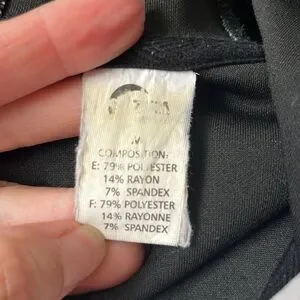 M
COMPOSITION:
E: 79% POLYESTER
14% RAYON
7% SPANDEX
F: 79% POLYESTER
14% RAYONNE
7% SPANDEX